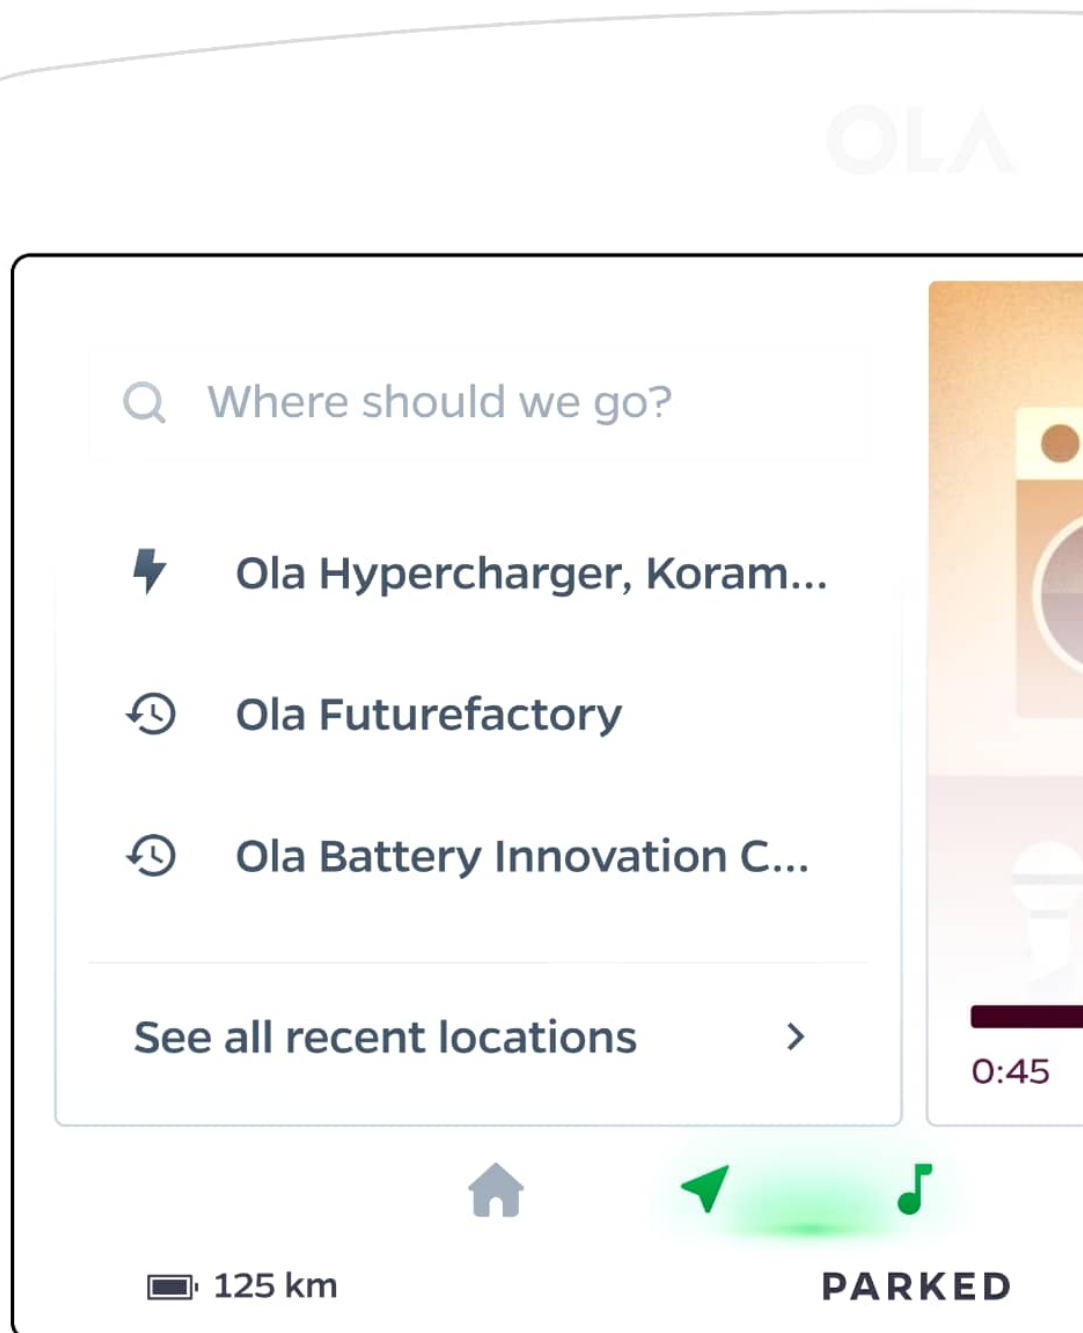 OLA
Where should we go?
Ola Hypercharger, Koram...
Ola Futurefactory
Ola Battery Innovation C...
See all recent locations
0:45
125 km
PARKED